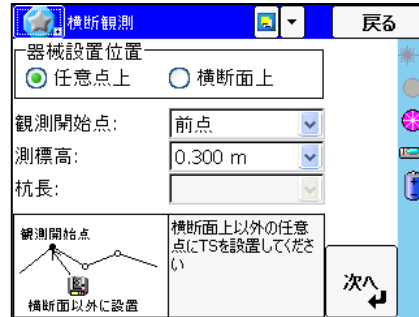 横断観測
戻る
器械設置位置
任意点上 横断面上
観測開始点: 前点
測標高: 0.300 m
杭長:
観測開始点
横断面以外に設置
横断面上以外の任意
点にTSを設置してくださ
い
次へ